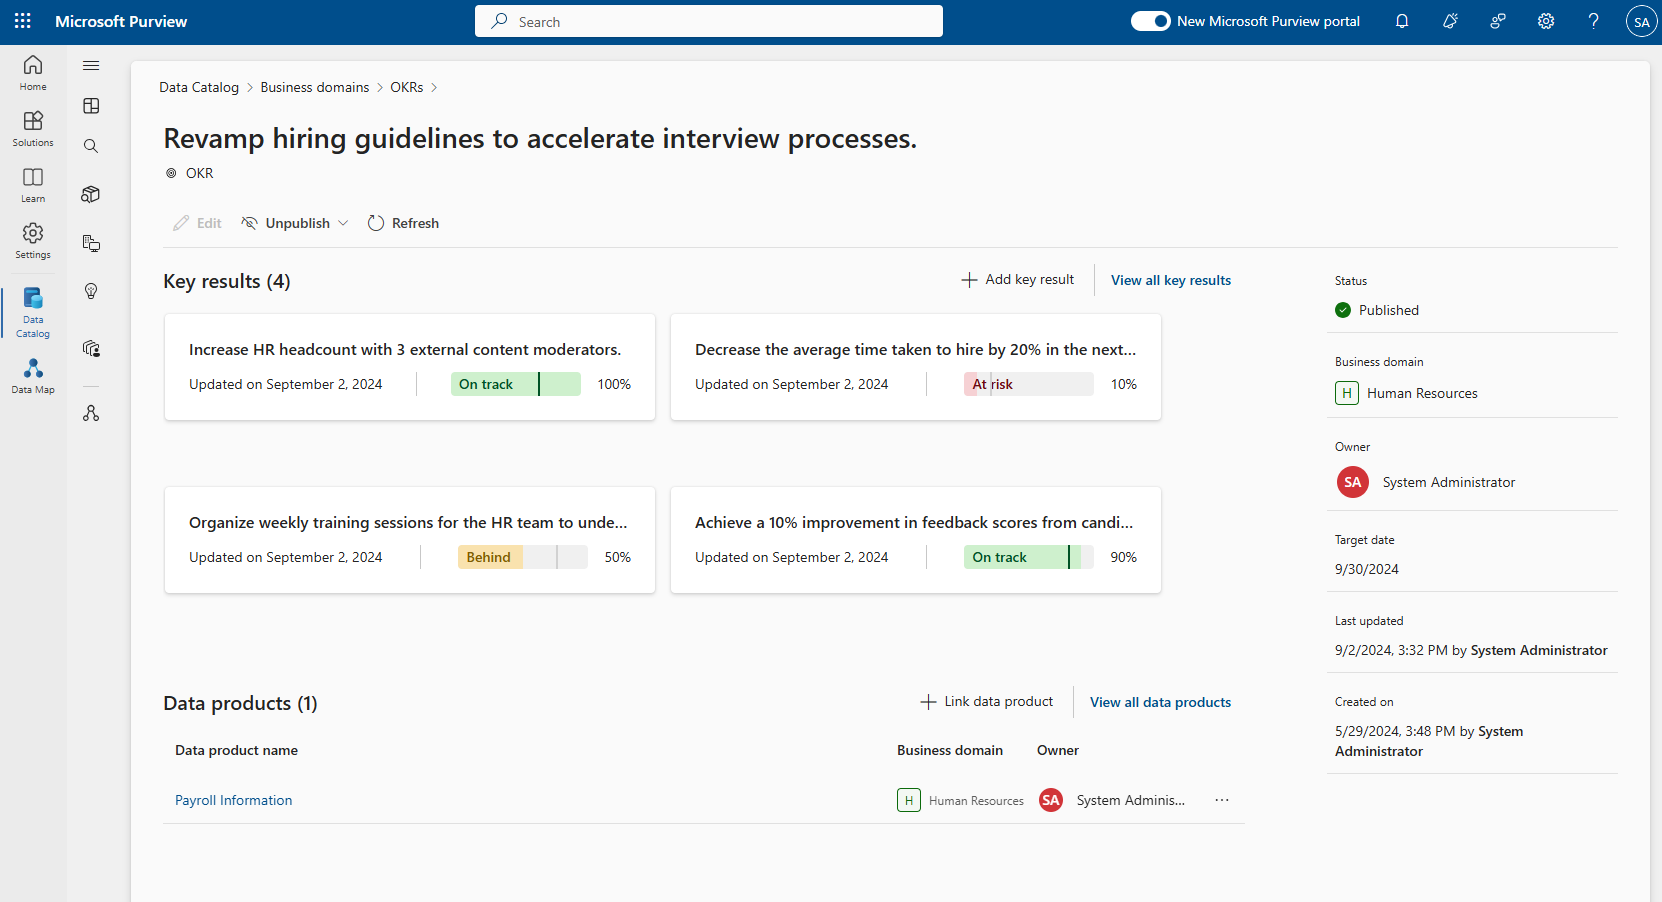 Microsoft Purview
Search
New Microsoft Purview portal
SA
Home
Solutions
Learn
Settings
Data
Catalog
Data Map
Data Catalog > Business domains > OKRs >
Revamp hiring guidelines to accelerate interview processes.
OKR
Edit Unpublish Refresh
Key results (4)
Add key result
View all key results
Increase HR headcount with 3 external content moderators.
Updated on September 2, 2024 On track 100%
Decrease the average time taken to hire by 20% in the next...
Updated on September 2, 2024 At risk 10%
Organize weekly training sessions for the HR team to unde...
Updated on September 2, 2024 Behind 50%
Achieve a 10% improvement in feedback scores from candi...
Updated on September 2, 2024 On track 90%
Data products (1)
Link data product
View all data products
Data product name Business domain Owner
Payroll Information H Human Resources SA System Adminis... ...
Status
Published
Business domain
H Human Resources
Owner
SA System Administrator
Target date
9/30/2024
Last updated
9/2/2024, 3:32 PM by System Administrator
Created on
5/29/2024, 3:48 PM by System
Administrator